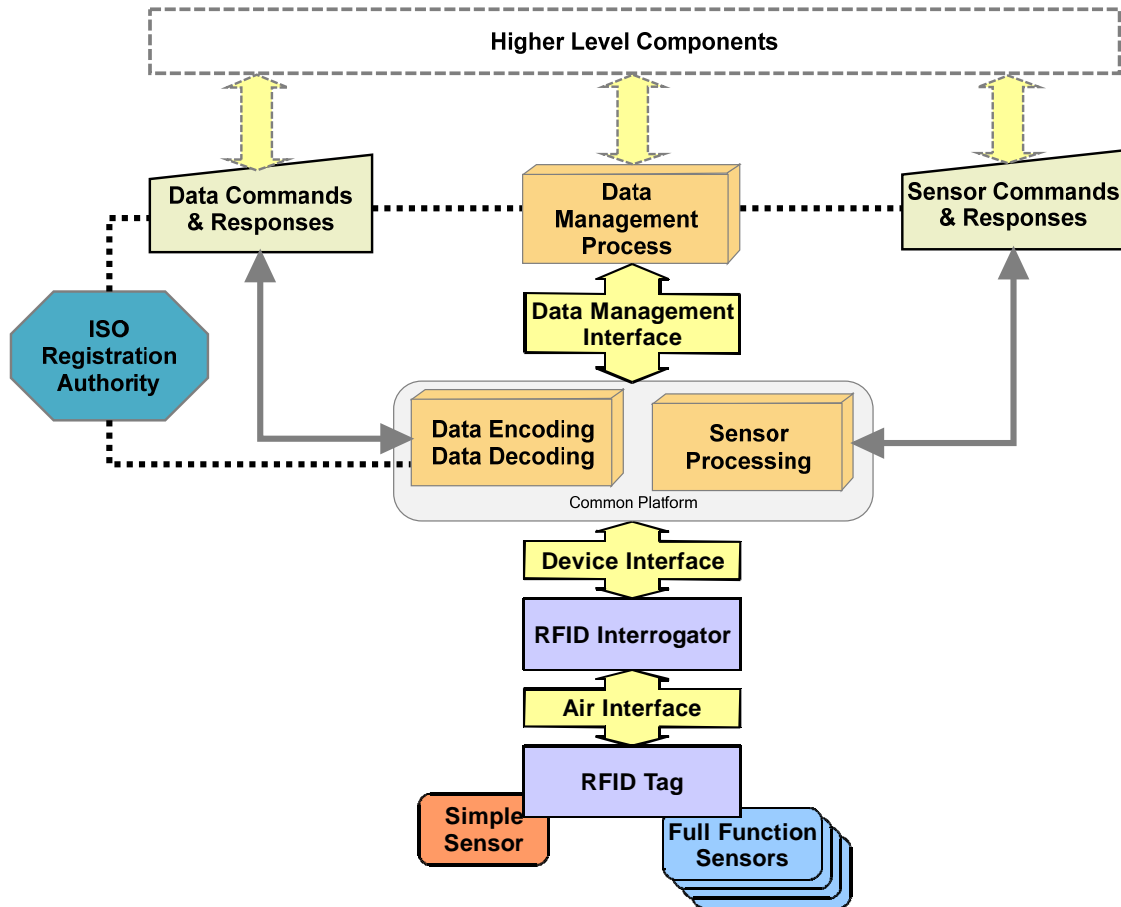 Higher Level Components
Data Commands
& Responses
Data
Management
Process
Sensor Commands
& Responses
Data Management
Interface
ISO
Registration
Authority
Data Encoding
Data Decoding
Sensor
Processing
Common Platform
Device Interface
RFID Interrogator
Air Interface
RFID Tag
Simple
Sensor
Full Function
Sensors